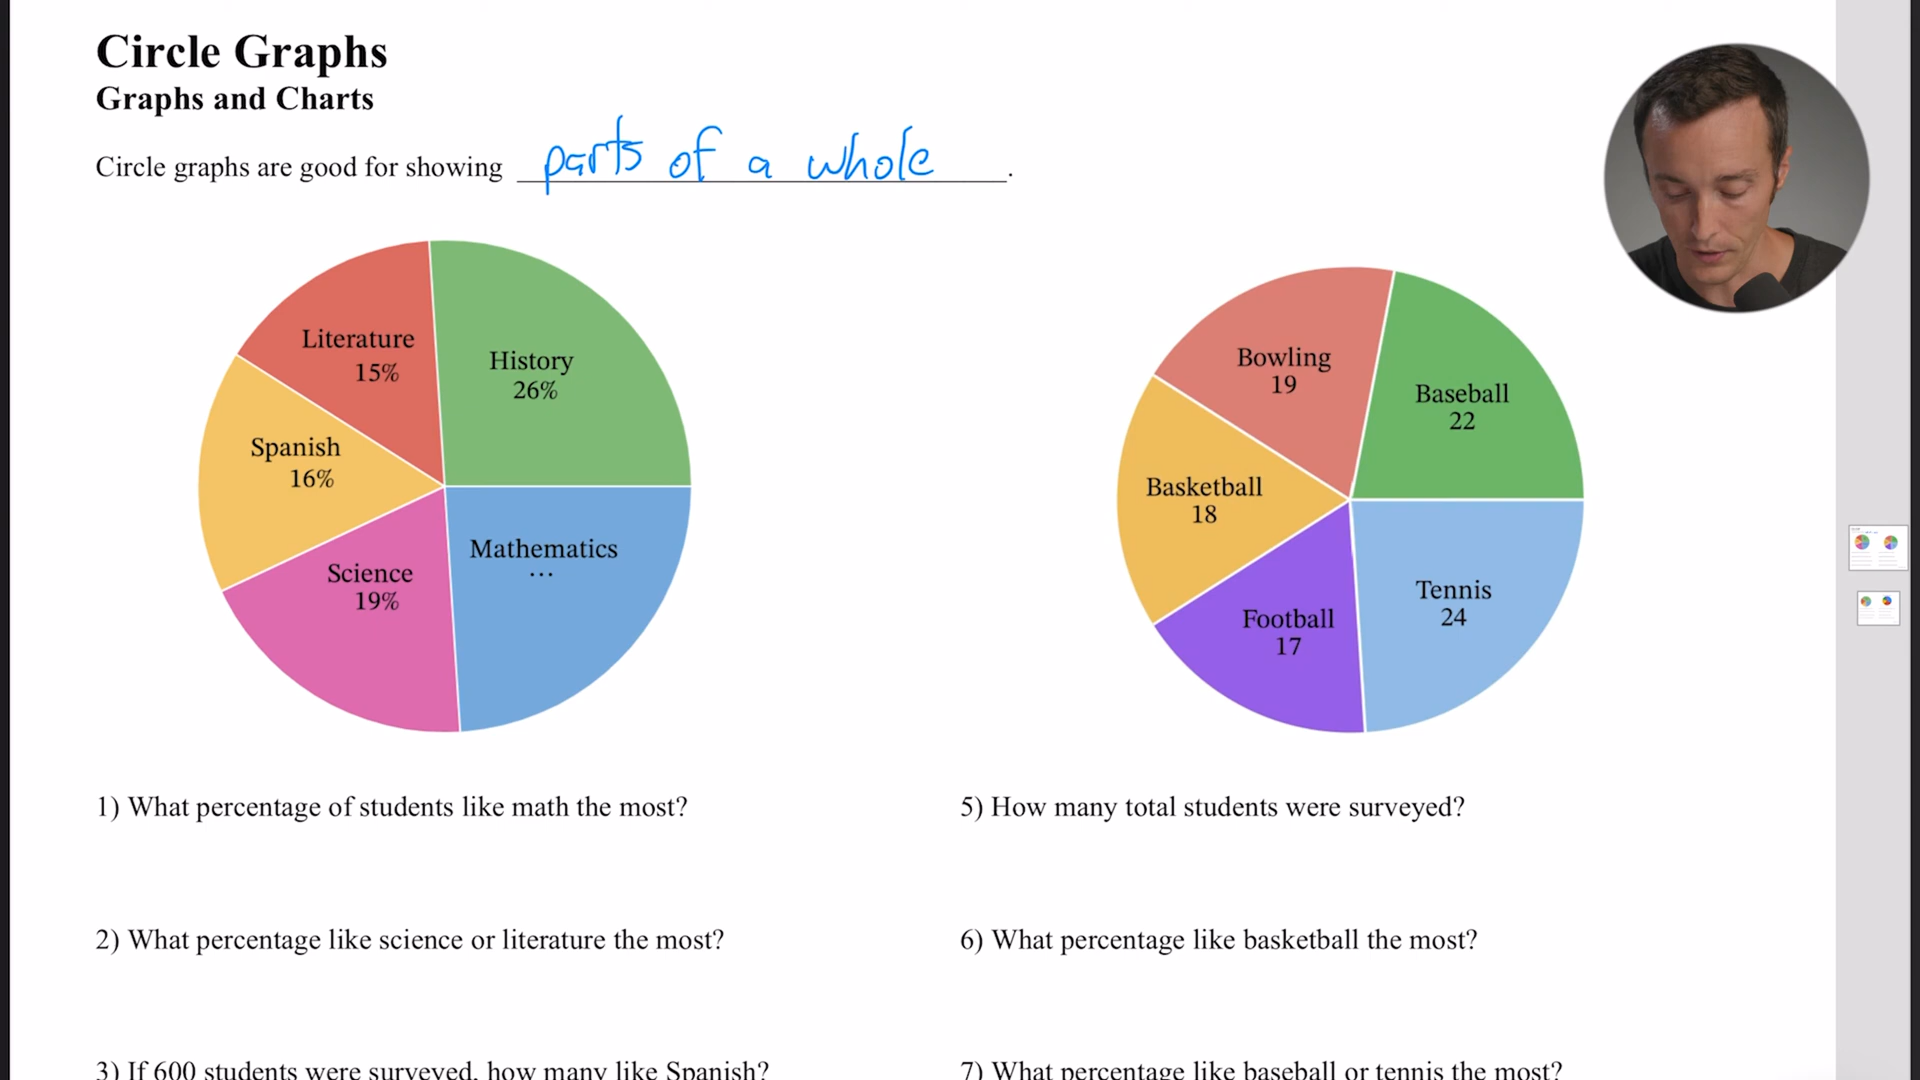 Circle Graphs
Graphs and Charts
Circle graphs are good for showing parts of a whole.
Literature
15%
History
26%
Spanish
16%
Science
19%
Mathematics
...
Bowling
19
Baseball
22
Basketball
18
Football
17
Tennis
24
1) What percentage of students like math the most?
2) What percentage like science or literature the most?
3) If 600 students were surveyed, how many like Spanish?
5) How many total students were surveyed?
6) What percentage like basketball the most?
7) What percentage like baseball or tennis the most?